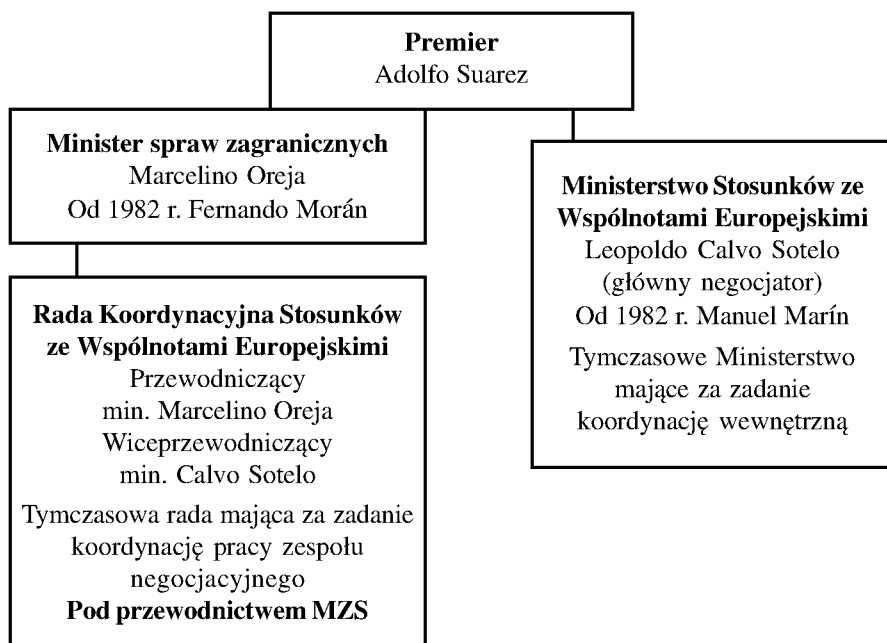 Premier
Adolfo Suarez
Minister spraw zagranicznych
Marcelino Oreja
Od 1982 r. Fernando Morán
Rada Koordynacyjna Stosunków
ze Wspólnotami Europejskimi
Przewodniczący
min. Marcelino Oreja
Wiceprzewodniczący
min. Calvo Sotelo
Tymczasowa rada mająca za zadanie
koordynację pracy zespołu
negocjacyjnego
Pod przewodnictwem MZS
Ministerstwo Stosunków ze
Wspólnotami Europejskimi
Leopoldo Calvo Sotelo
(główny negocjator)
Od 1982 r. Manuel Marín
Tymczasowe Ministerstwo
mające za zadanie
koordynację wewnętrzną